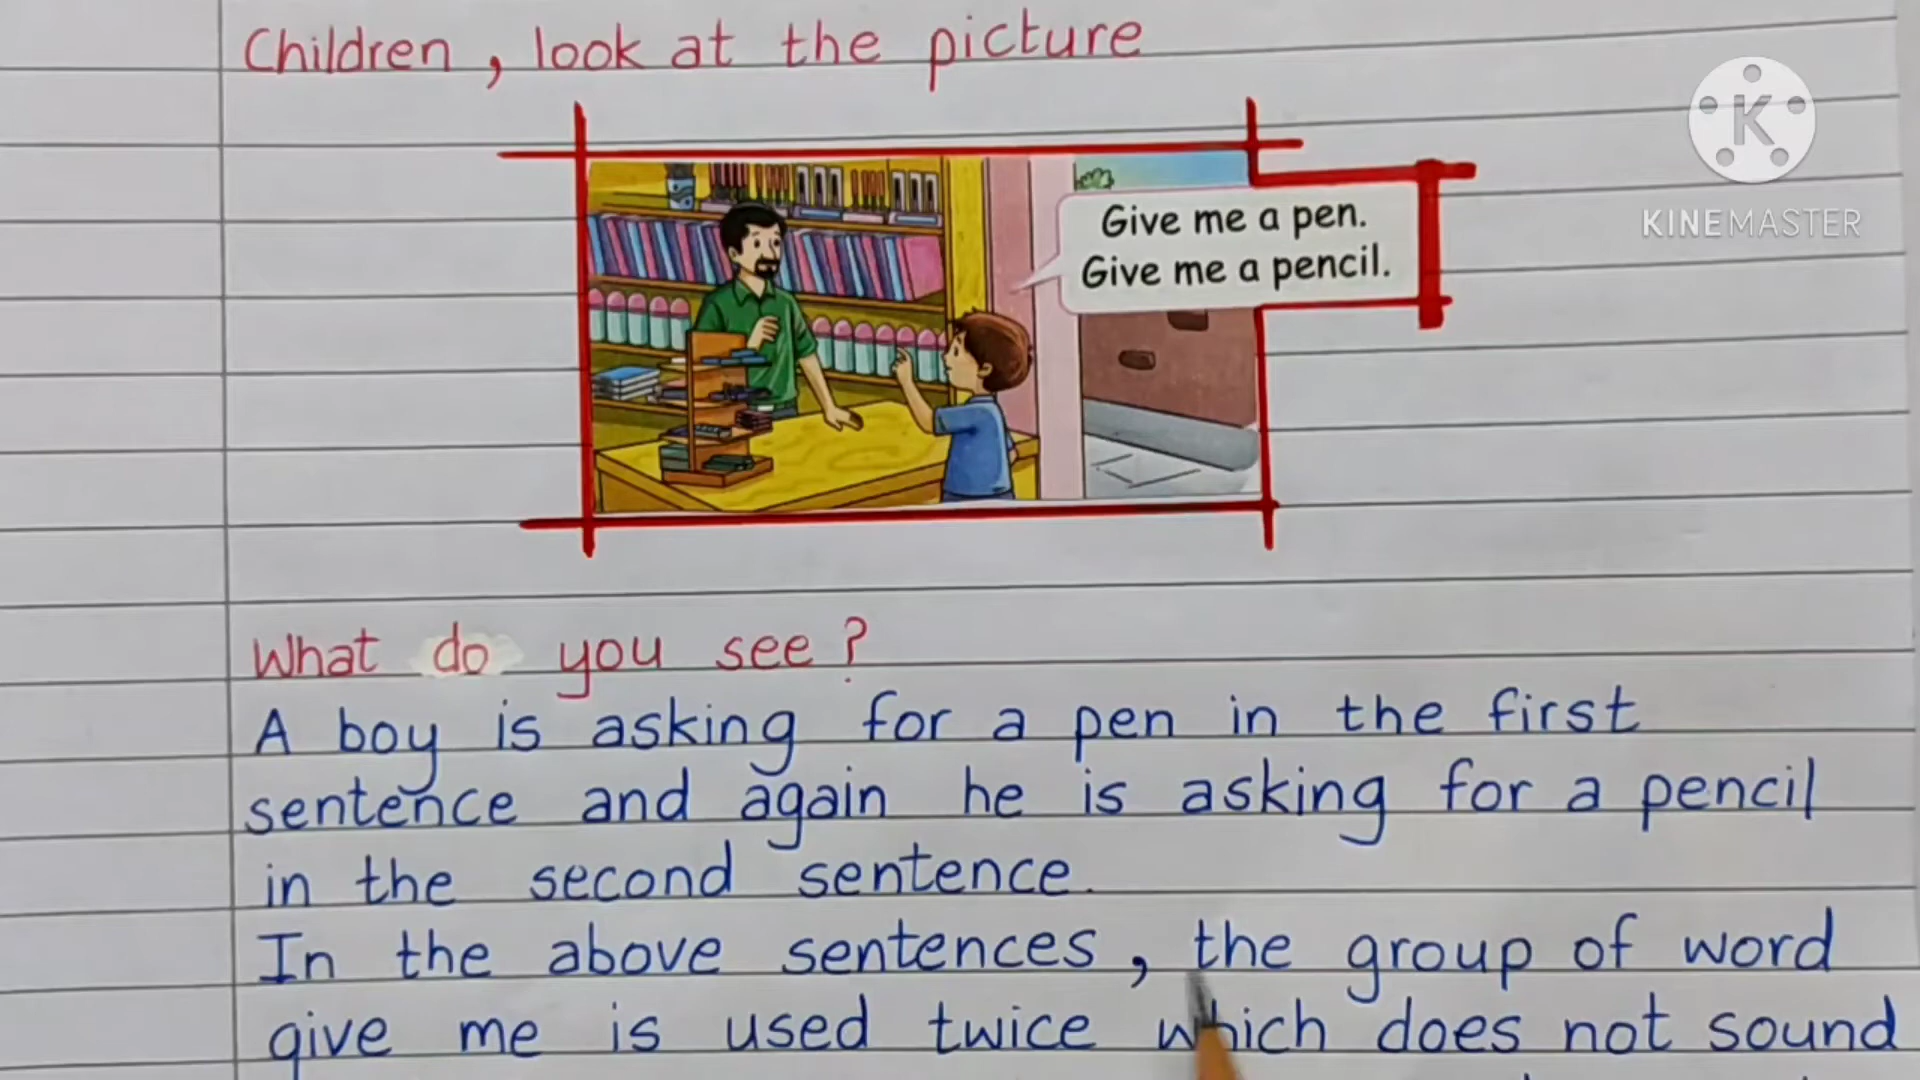 Children, look at the picture
K
KINEMASTER
Give me a pen.
Give me a pencil.
What do you see?
A boy is asking for a pen in the first
sentence and again he is asking for a pencil
in the second sentence.
In the above sentences, the group of word
give me is used twice which does not sound